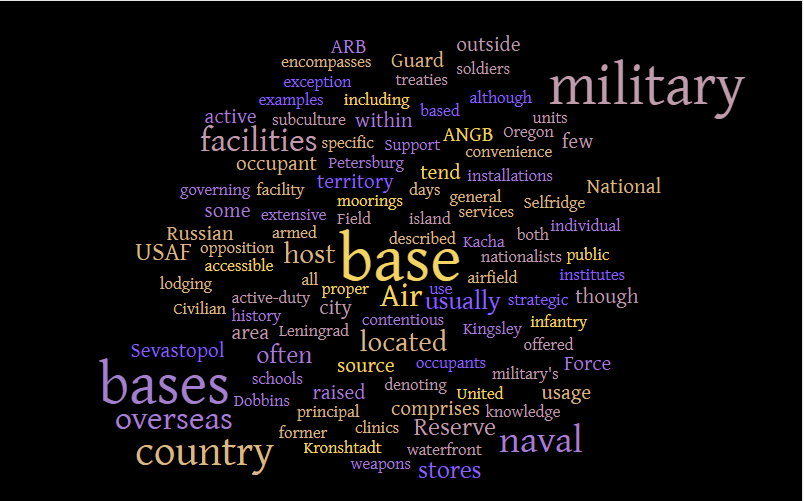 ARB outside
encompasses Guard soldiers
exception treaties
military
examples including although
active subculture within based units
facilities specific Support ANGB Oregon few
occupant Petersburg convenience
governing facility territory tend installations
moorings days general Selfridge National
some extensive Field island services
Russian armed both individual
USAF opposition host base described Kacha nationalists public
accessible airfield institutes
lodging all proper Air use usually strategic though
Civilian active-duty city
history contentious infantry
area Leningrad located Kingsley offered
Sevastopol often source occupants Force
bases schools military's
Dobbins raised denoting United usage
overseas principal comprises knowledge
former clinics Reserve
country Kronshtadt waterfront naval
weapons stores